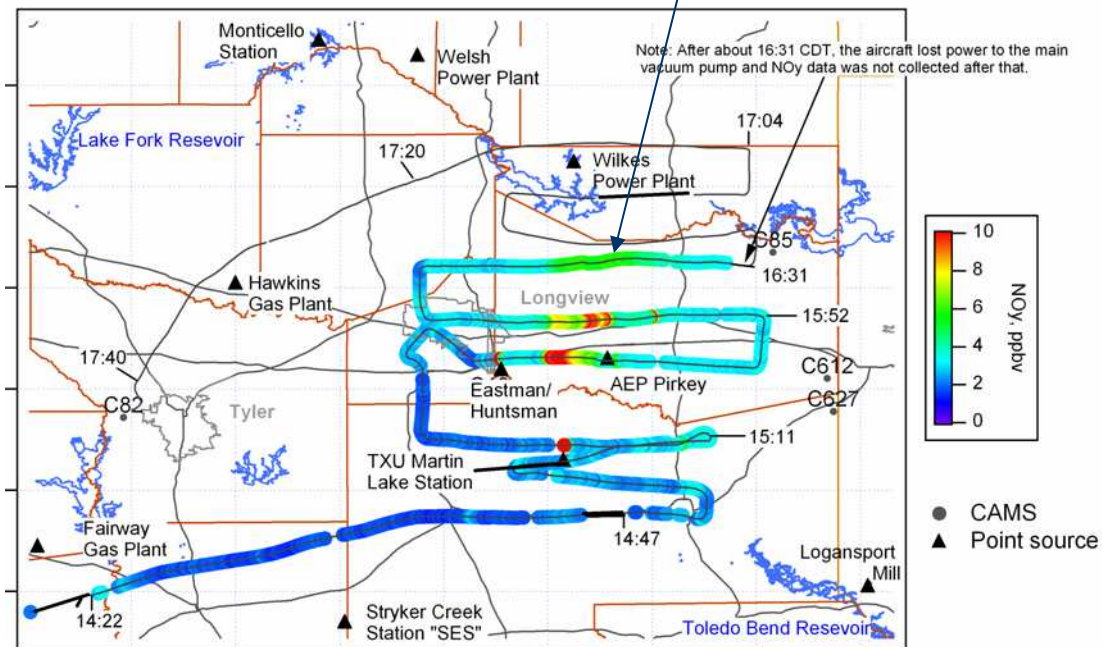 Monticello
Station
Welsh
Power Plant
Note: After about 16:31 CDT, the aircraft lost power to the main
vacuum pump and NOy data was not collected after that.
Lake Fork Resevoir
17:20
17:04
Wilkes
Power Plant
C85
16:31
Hawkins
Gas Plant
Longview
15:52
17:40
C82
Tyler
Eastman/
Huntsman
AEP Pirkey
C612
C627
TXU Martin
Lake Station
15:11
Fairway
Gas Plant
14:47
14:22
Stryker Creek
Station "SES"
Logansport
Mill
Toledo Bend Resevoir
10
8
6
4
2
0
NOy, ppbv
CAMS
Point source